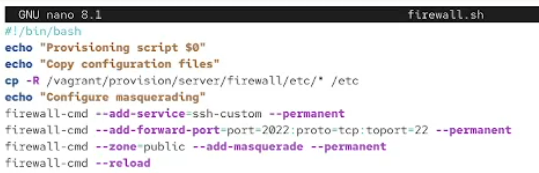 GNU nano 8.1 firewall.sh
#!/bin/bash
echo "Provisioning script $0"
echo "Copy configuration files"
cp -R /vagrant/provision/server/firewall/etc/* /etc
echo "Configure masquerading"
firewall-cmd --add-service=ssh-custom --permanent
firewall-cmd --add-forward-port=port=2022:proto=tcp:toport=22 --permanent
firewall-cmd --zone=public --add-masquerade --permanent
firewall-cmd --reload